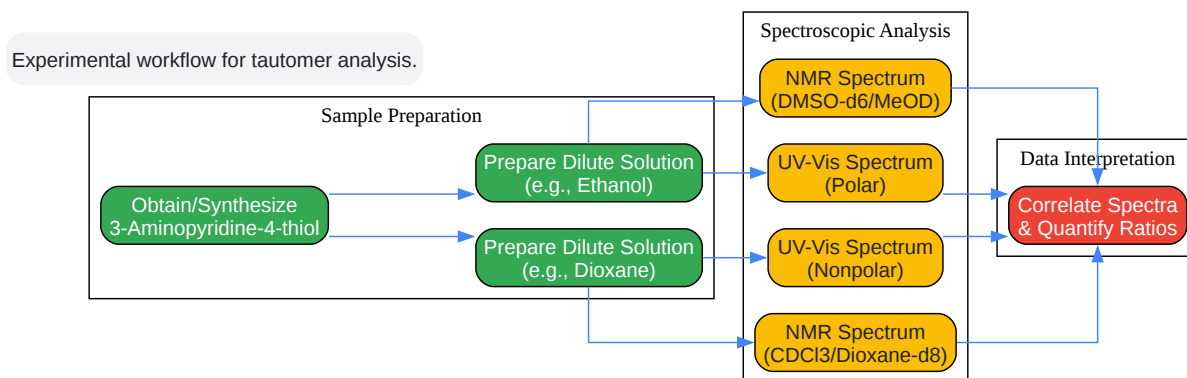 Experimental workflow for tautomer analysis.
Sample Preparation
Obtain/Synthesize
3-Aminopyridine-4-thiol
Prepare Dilute Solution
(e.g., Ethanol)
Prepare Dilute Solution
(e.g., Dioxane)
Spectroscopic Analysis
NMR Spectrum
(DMSO-d6/MeOD)
UV-Vis Spectrum
(Polar)
UV-Vis Spectrum
(Nonpolar)
NMR Spectrum
(CDCl3/Dioxane-d8)
Data Interpretation
Correlate Spectra
& Quantify Ratios